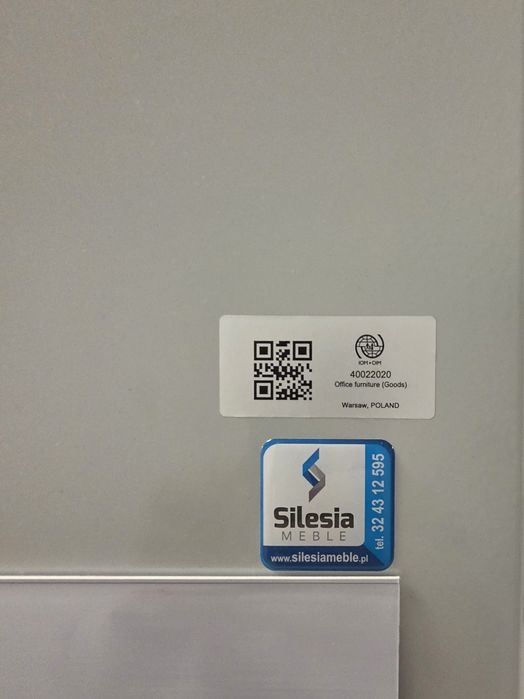 IOM • OIM
40022020
Office furniture (Goods)
Warsaw, POLAND
Silesia
MEBLE
www.silesiameble.pl
tel. 32 43 12 595